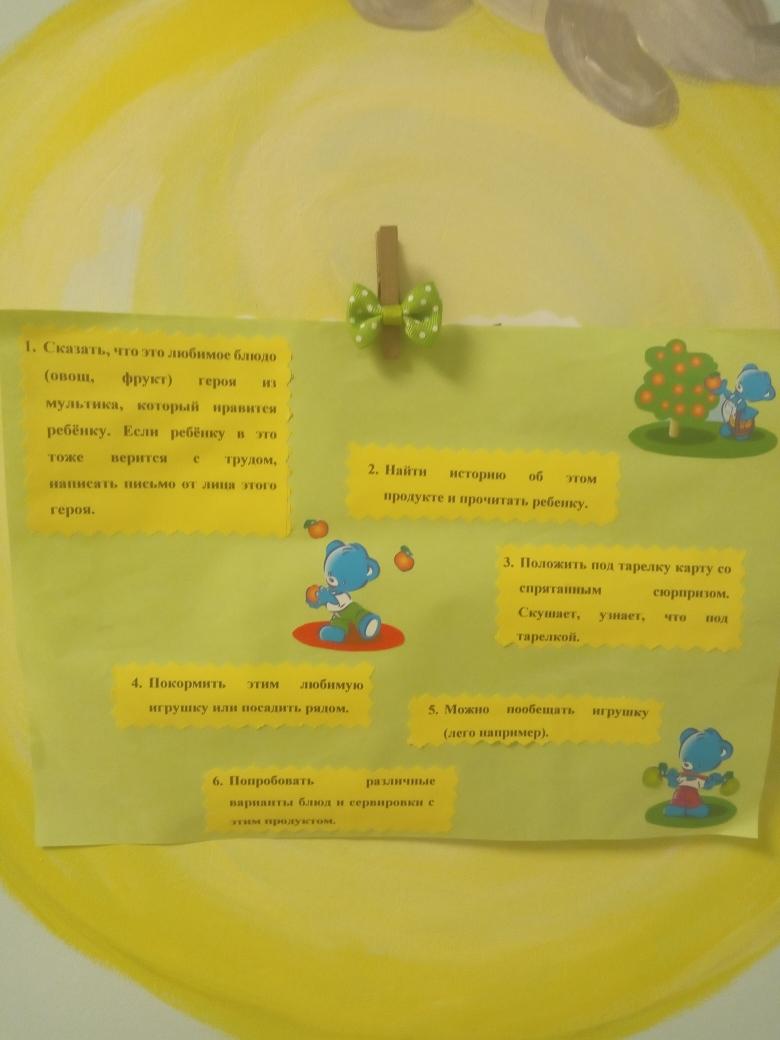 1. Сказать, что это любимое блюдо
(овощ, фрукт) героя из
мультика, который нравится
ребёнку. Если ребёнку в это
тоже верится с трудом,
написать письмо от лица этого
героя.
2. Найти историю об этом
продукте и прочитать ребенку.
3. Положить под тарелку карту со
спрятанным сюрпризом.
Скушает, узнает, что под
тарелкой.
4. Покормить этим любимую
игрушку или посадить рядом.
5. Можно пообещать игрушку
(лего например).
6. Попробовать различные
варианты блюд и сервировки с
этим продуктом.